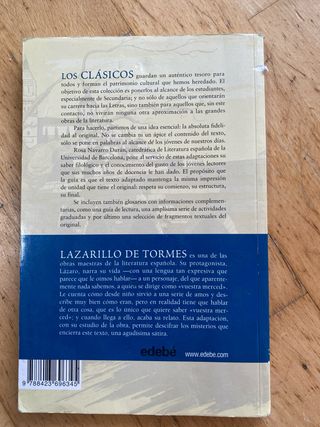 LOS CLÁSICOS guardan un auténtico tesoro para
todos y forman el patrimonio cultural que hemos heredado. El
objetivo de esta colección es ponerlos al alcance de los estudiantes,
especialmente de Secundaria; y no sólo de aquellos que orientarán
su carrera hacia las Letras, sino también para aquellos que, sin este
contacto, no vivirán ninguna otra aproximación a las grandes
obras de la literatura.
Para hacerlo, partimos de una idea esencial: la absoluta fideli-
dad al original. No se cambia ni un ápice el contenido del texto,
sólo se pone en palabras al alcance de los jóvenes de nuestros días.
Rosa Navarro Durán, catedrática de Literatura española de la
Universidad de Barcelona, pone al servicio de estas adaptaciones su
saber filológico y el conocimiento del gusto de los jóvenes lectores
que sus muchos años de docencia le han dado. El propósito que
la guía es que el texto adaptado mantenga la misma impresión
de unidad que tiene el original: respeta su comienzo, su estructura,
su final.
Se incluyen también glosarios con informaciones complemen-
tarias, como una guía de lectura, una amplísima serie de actividades
graduadas y por último una selección de fragmentos textuales del
original.
LAZARILLO DE TORMES es una de las
obras maestras de la literatura española. Su protagonista,
Lázaro, narra su vida —con una lengua tan expresiva que
parece que le oímos hablar— a un personaje, del que aparente-
mente nada sabemos, a quien se dirige como «vuestra merced».
Le cuenta cómo desde niño sirvió a una serie de amos y des-
cribe muy bien cómo eran, pero en realidad tiene que hablar
de otra cosa, que es lo único que quiere saber «vuestra mer-
ced»; y cuando llega a ello, acaba su relato. Esta adaptación,
con su estudio de la obra, permite descifrar los misterios que
encierra este texto, una agudísima sátira.
edebé
www.edebe.com
9 788423 696345